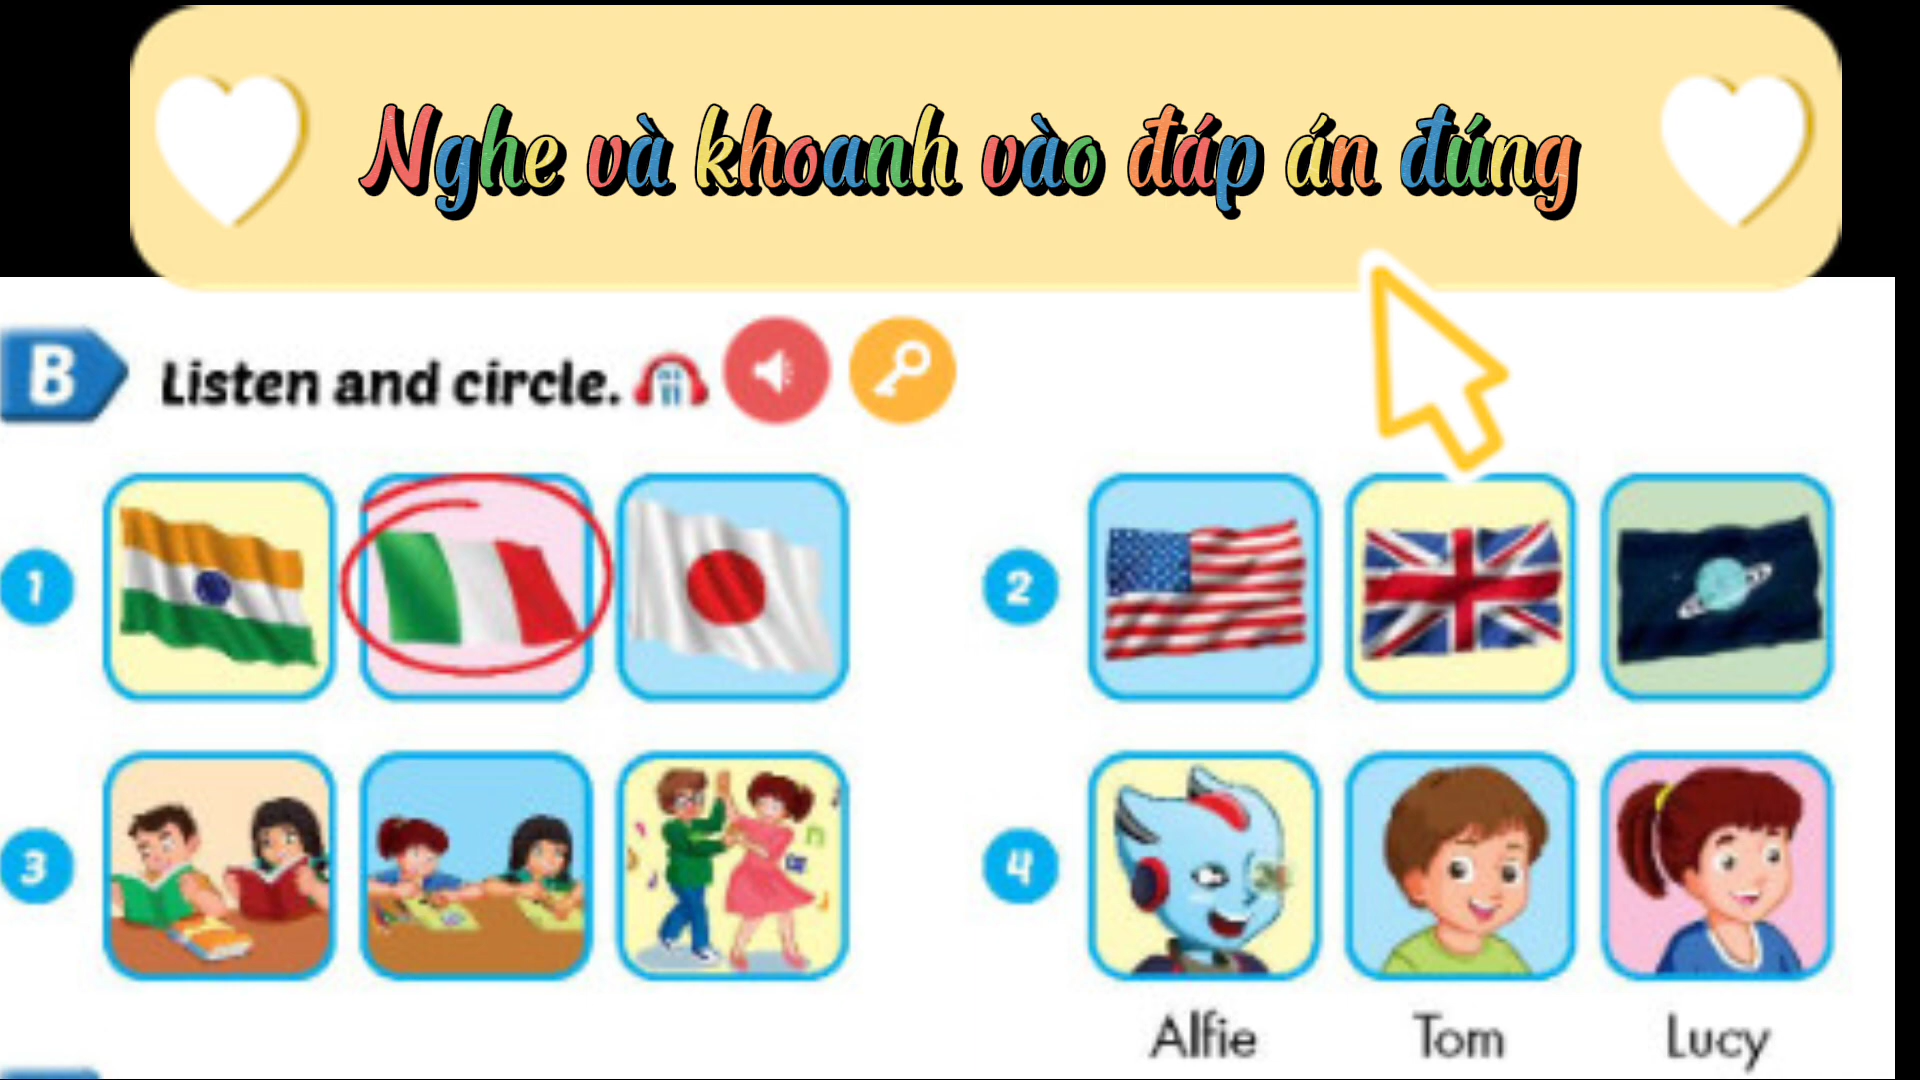 Nghe và khoanh vào đáp án đúng
B Listen and circle.
1
2
3
4
Alfie Tom Lucy